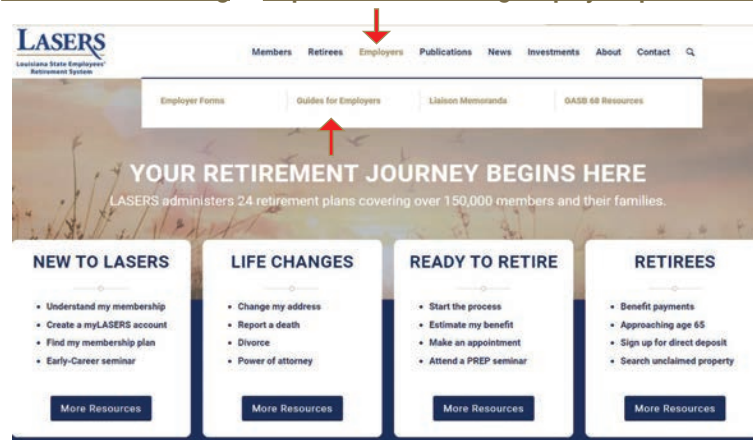 LASERS
Louisiana State Employees'
Retirement System
Members Retirees Employers Publications News Investments About Contact
Employer Forms Guides for Employers Liaison Memoranda GASB 68 Resources
YOUR RETIREMENT JOURNEY BEGINS HERE
LASERS administers 24 retirement plans covering over 150,000 members and their families.
NEW TO LASERS
• Understand my membership
• Create a myLASERS account
• Find my membership plan
• Early-Career seminar
More Resources
LIFE CHANGES
• Change my address
• Report a death
• Divorce
• Power of attorney
More Resources
READY TO RETIRE
• Start the process
• Estimate my benefit
• Make an appointment
• Attend a PREP seminar
More Resources
RETIREES
• Benefit payments
• Approaching age 65
• Sign up for direct deposit
• Search unclaimed property
More Resources